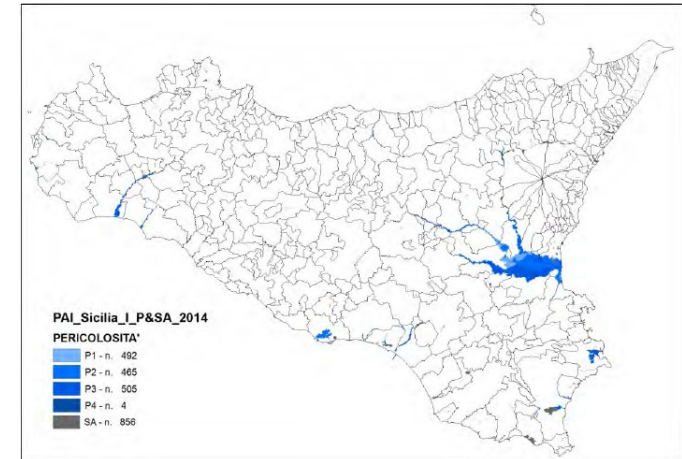 PAI_Sicilia_I_P&SA_2014
PERICOLOSITA'
P1 - n. 492
P2 - n. 465
P3 - n. 505
P4 - n. 4
SA - n. 856